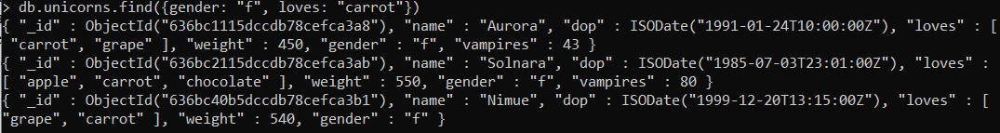 > db.unicorns.find({gender: "f", loves: "carrot"})
{ "_id" : ObjectId("636bc1115dccdb78cefca3a8"), "name" : "Aurora", "dop" : ISODate("1991-01-24T10:00:00Z"), "loves" : [
 "carrot", "grape" ], "weight" : 450, "gender" : "f", "vampires" : 43 }
{ "_id" : ObjectId("636bc2115dccdb78cefca3ab"), "name" : "Solnara", "dop" : ISODate("1985-07-03T23:01:00Z"), "loves" :
[ "apple", "carrot", "chocolate" ], "weight" : 550, "gender" : "f", "vampires" : 80 }
{ "_id" : ObjectId("636bc40b5dccdb78cefca3b1"), "name" : "Nimue", "dop" : ISODate("1999-12-20T13:15:00Z"), "loves" : [
"grape", "carrot" ], "weight" : 540, "gender" : "f" }